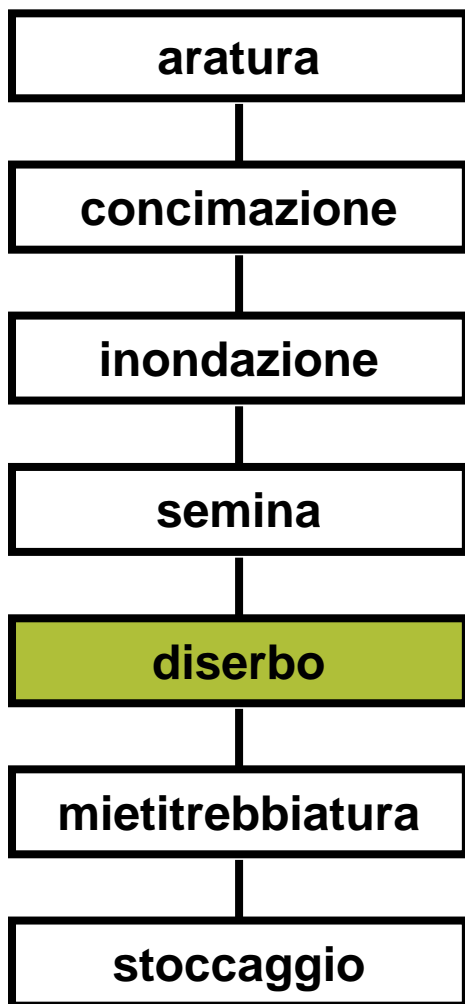 aratura
concimazione
inondazione
semina
diserbo
mietitrebbiatura
stoccaggio